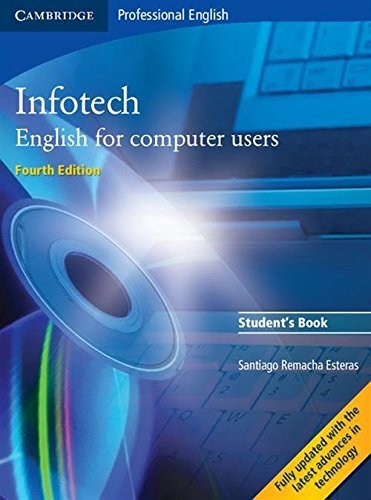 CAMBRIDGE Professional English
Infotech
English for computer users
Fourth Edition
Student's Book
Santiago Remacha Esteras
Fully updated with the
latest advances in
technology